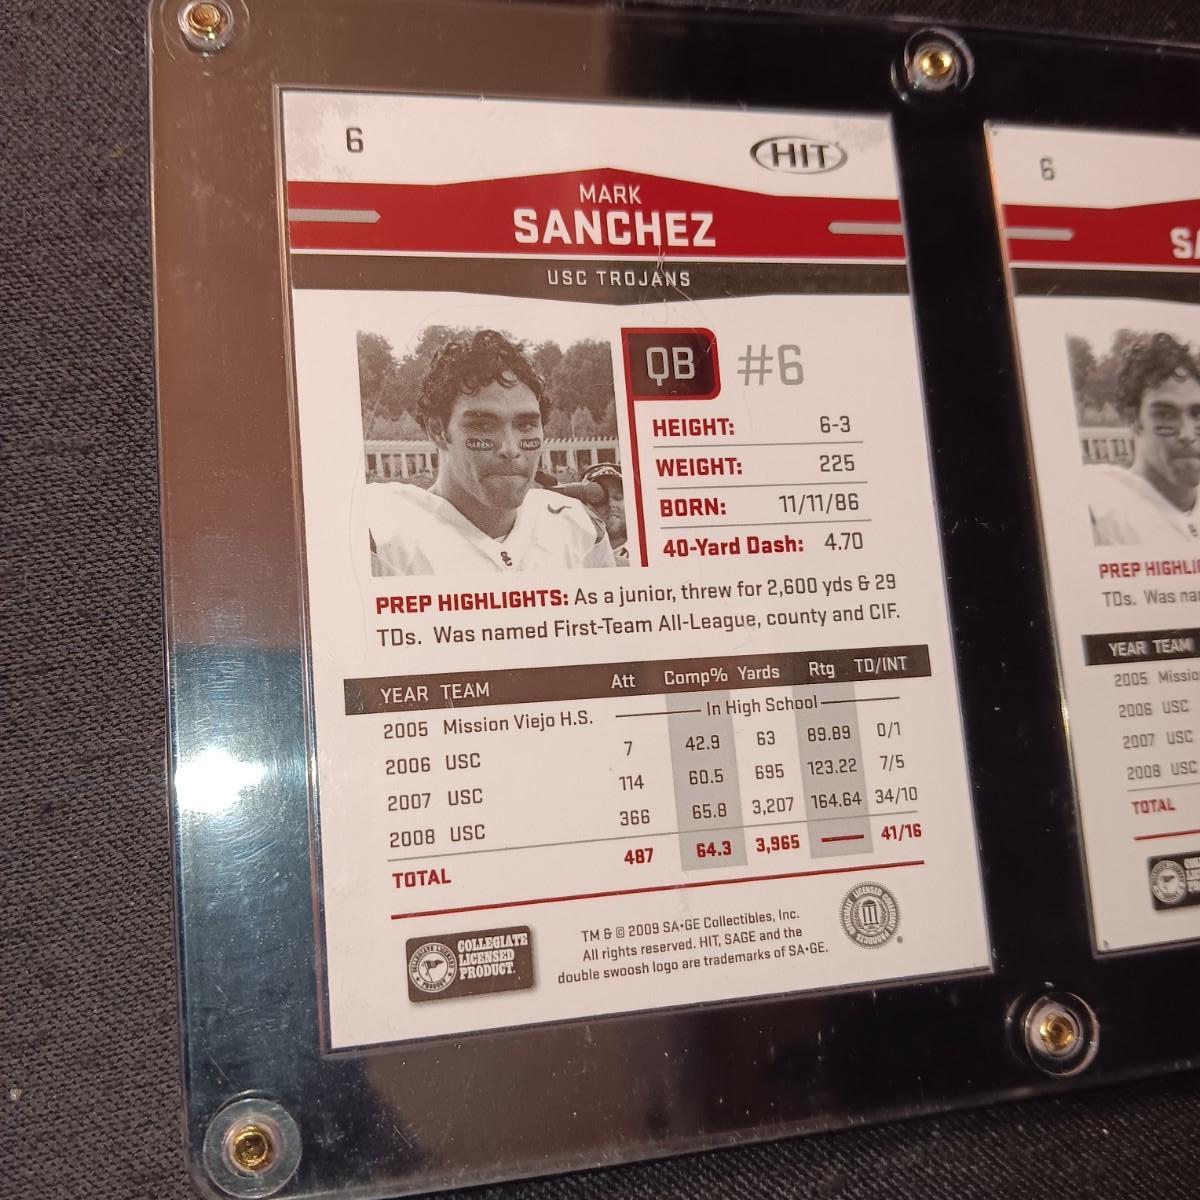 6
HIT
MARK
SANCHEZ
USC TROJANS
QB #6
HEIGHT: 6-3
WEIGHT: 225
BORN: 11/11/86
40-Yard Dash: 4.70
PREP HIGHLIGHTS: As a junior, threw for 2,600 yds & 29
TDs. Was named First-Team All-League, county and CIF.
YEAR TEAM Att Comp% Yards Rtg TD/INT
2005 Mission Viejo H.S. In High School
2006 USC 7 42.9 63 89.89 0/1
2007 USC 114 60.5 695 123.22 7/5
2008 USC 366 65.8 3,207 164.64 34/10
TOTAL 487 64.3 3,965 41/16
COLLEGIATE
LICENSED
PRODUCT.
TM & © 2009 SA•GE Collectibles, Inc.
All rights reserved. HIT, SAGE and the
double swoosh logo are trademarks of SA•GE.
6
SA
PREP HIGHLI
TDs. Was na
YEAR TEAM
2005 Missio
2006 USC
2007 USC
2008 USC
TOTAL